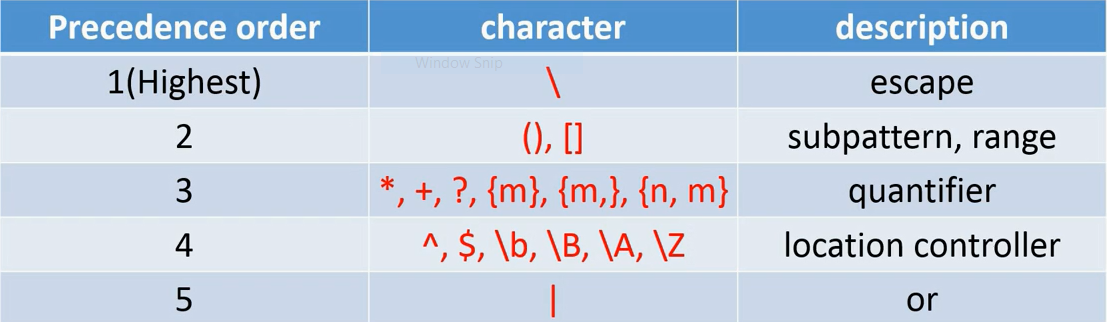 Precedence order character description
Window Snip
1(Highest) \ escape
2 (), [] subpattern, range
3 *, +, ?, {m}, {m,}, {n, m} quantifier
4 ^, $, \b, \B, \A, \Z location controller
5 | or